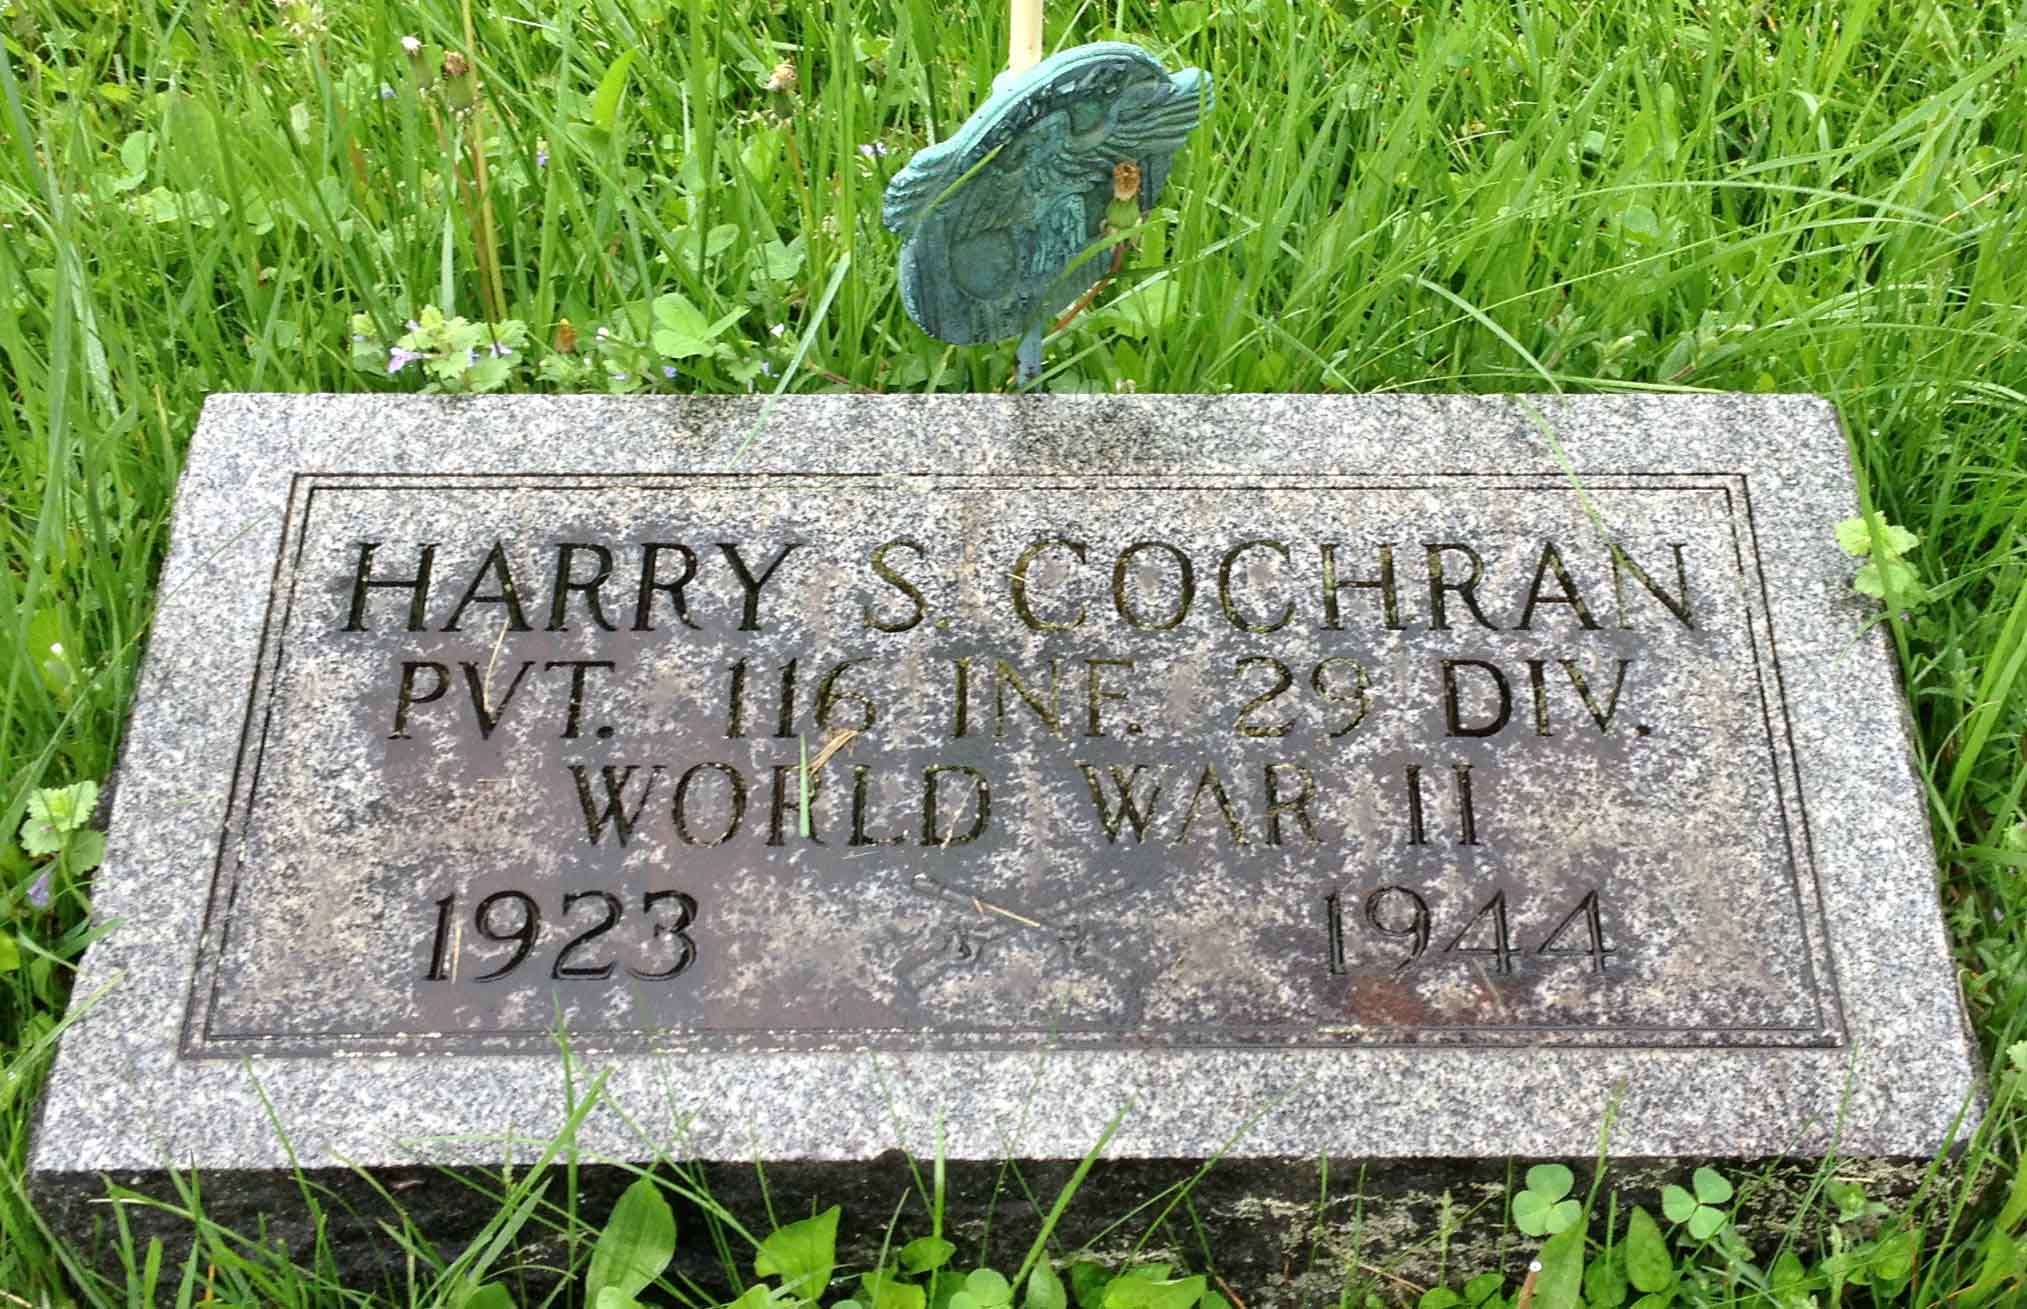 HARRY S. COCHRAN
PVT. 116 INF. 29 DIV.
WORLD WAR II
1923 1944